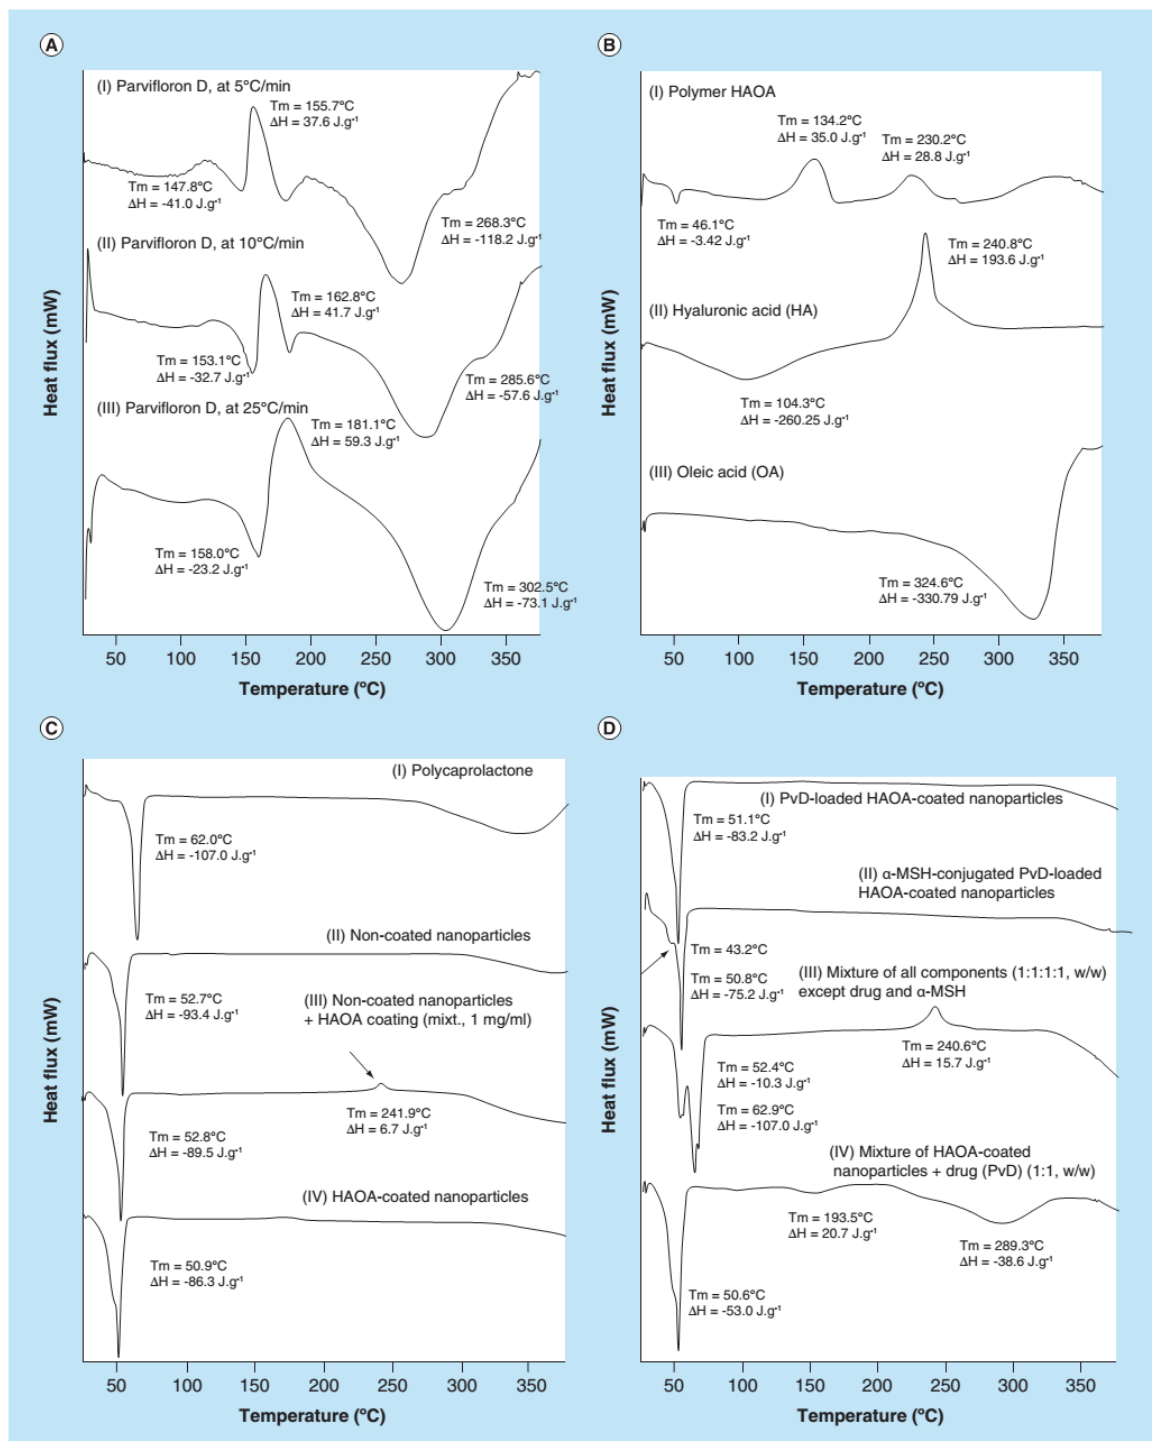 A
(I) Parvifloron D, at 5°C/min
Tm = 155.7°C
ΔH = 37.6 J.g⁻¹
Tm = 147.8°C
ΔH = -41.0 J.g⁻¹
Tm = 268.3°C
ΔH = -118.2 J.g⁻¹
(II) Parvifloron D, at 10°C/min
Tm = 162.8°C
ΔH = 41.7 J.g⁻¹
Tm = 153.1°C
ΔH = -32.7 J.g⁻¹
Tm = 285.6°C
ΔH = -57.6 J.g⁻¹
(III) Parvifloron D, at 25°C/min
Tm = 181.1°C
ΔH = 59.3 J.g⁻¹
Tm = 158.0°C
ΔH = -23.2 J.g⁻¹
Tm = 302.5°C
ΔH = -73.1 J.g⁻¹
Heat flux (mW)
50 100 150 200 250 300 350
Temperature (ºC)
B
(I) Polymer HAOA
Tm = 134.2°C
ΔH = 35.0 J.g⁻¹
Tm = 230.2°C
ΔH = 28.8 J.g⁻¹
Tm = 46.1°C
ΔH = -3.42 J.g⁻¹
Tm = 240.8°C
ΔH = 193.6 J.g⁻¹
(II) Hyaluronic acid (HA)
Tm = 104.3°C
ΔH = -260.25 J.g⁻¹
(III) Oleic acid (OA)
Tm = 324.6°C
ΔH = -330.79 J.g⁻¹
Heat flux (mW)
50 100 150 200 250 300 350
Temperature (ºC)
C
(I) Polycaprolactone
Tm = 62.0°C
ΔH = -107.0 J.g⁻¹
(II) Non-coated nanoparticles
Tm = 52.7°C
ΔH = -93.4 J.g⁻¹
(III) Non-coated nanoparticles
+ HAOA coating (mixt., 1 mg/ml)
Tm = 241.9°C
ΔH = 6.7 J.g⁻¹
Tm = 52.8°C
ΔH = -89.5 J.g⁻¹
(IV) HAOA-coated nanoparticles
Tm = 50.9°C
ΔH = -86.3 J.g⁻¹
Heat flux (mW)
50 100 150 200 250 300 350
Temperature (ºC)
D
(I) PvD-loaded HAOA-coated nanoparticles
Tm = 51.1°C
ΔH = -83.2 J.g⁻¹
(II) α-MSH-conjugated PvD-loaded
HAOA-coated nanoparticles
Tm = 43.2°C
Tm = 50.8°C
ΔH = -75.2 J.g⁻¹
(III) Mixture of all components (1:1:1:1, w/w)
except drug and α-MSH
Tm = 240.6°C
ΔH = 15.7 J.g⁻¹
Tm = 52.4°C
ΔH = -10.3 J.g⁻¹
Tm = 62.9°C
ΔH = -107.0 J.g⁻¹
(IV) Mixture of HAOA-coated
nanoparticles + drug (PvD) (1:1, w/w)
Tm = 193.5°C
ΔH = 20.7 J.g⁻¹
Tm = 289.3°C
ΔH = -38.6 J.g⁻¹
Tm = 50.6°C
ΔH = -53.0 J.g⁻¹
Heat flux (mW)
50 100 150 200 250 300 350
Temperature (ºC)